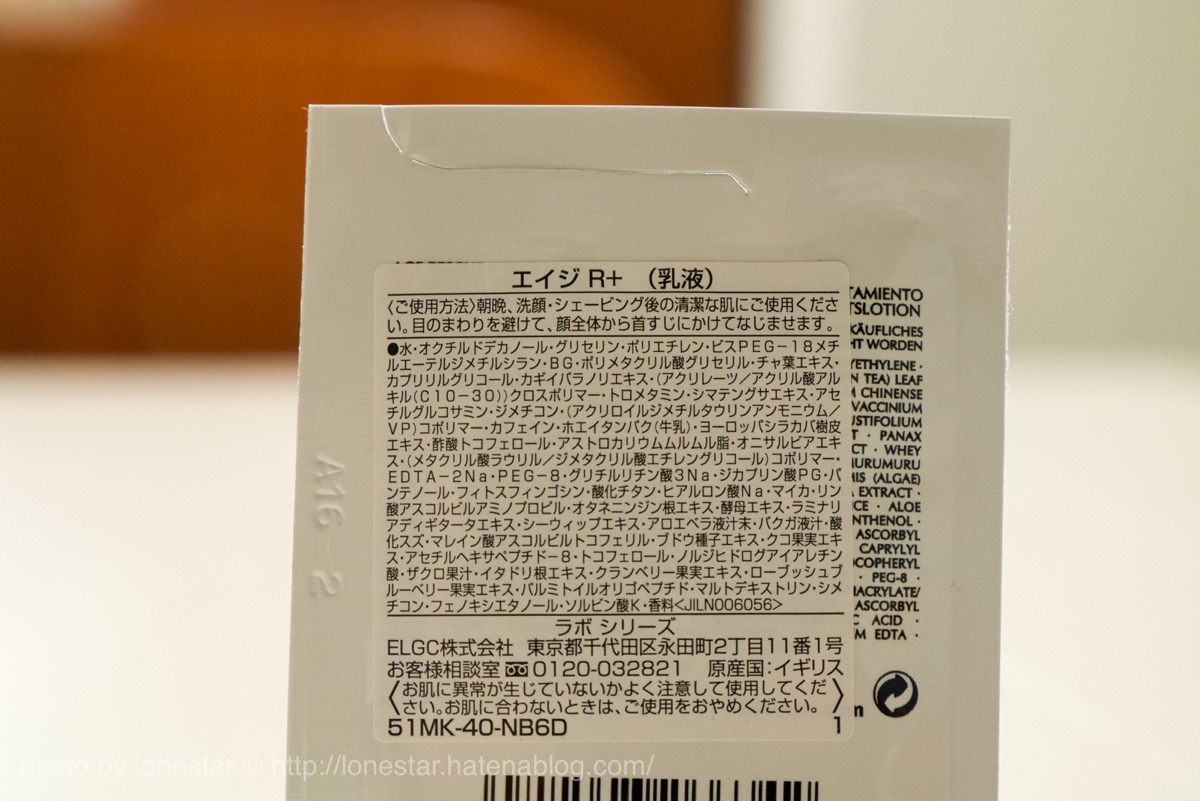 エイジ R+ （乳液）
〈ご使用方法〉朝晩、洗顔・シェービング後の清潔な肌にご使用くださ
い。目のまわりを避けて、顔全体から首すじにかけてなじませます。
●水・オクチルドデカノール・グリセリン・ポリエチレン・ビスPEG-18メチ
ルエーテルジメチルシラン・BG・ポリメタクリル酸グリセリル・チャ葉エキス・
カプリリルグリコール・カギイバラノリエキス・(アクリレーツ／アクリル酸アル
キル(C10-30))クロスポリマー・トロメタミン・シマテングサエキス・アセ
チルグルコサミン・ジメチコン・(アクリロイルジメチルタウリンアンモニウム／
VP)コポリマー・カフェイン・ホエイタンパク(牛乳)・ヨーロッパシラカバ樹皮
エキス・酢酸トコフェロール・アストロカリウムムルムル脂・オニサルビアエキ
ス・(メタクリル酸ラウリル／ジメタクリル酸エチレングリコール)コポリマー・
EDTA-2Na・PEG-8・グリチルリチン酸3Na・ジカプリン酸PG・パ
ンテノール・フィトスフィンゴシン・酸化チタン・ヒアルロン酸Na・マイカ・リン
酸アスコルビルアミノプロピル・オタネニンジン根エキス・酵母エキス・ラミナリ
アディギタータエキス・シーウィップエキス・アロエベラ液汁末・バクガ液汁・酸
化スズ・マレイン酸アスコルビルトコフェリル・ブドウ種子エキス・クコ果実エキ
ス・アセチルヘキサペプチド-8・トコフェロール・ノルジヒドログアイアレチン
酸・ザクロ果汁・イタドリ根エキス・クランベリー果実エキス・ローブッシュブ
ルーベリー果実エキス・パルミトイルオリゴペプチド・マルトデキストリン・シメ
チコン・フェノキシエタノール・ソルビン酸K・香料<JILN006056>
ラボ シリーズ
ELGC株式会社 東京都千代田区永田町2丁目11番1号
お客様相談室 0120-032821 原産国：イギリス
〈お肌に異常が生じていないかよく注意して使用してくだ
さい。お肌に合わないときは、ご使用をおやめください。〉
51MK-40-NB6D 1
TAMIENTO
TSLOTION
KÄUFLICHES
HT WORDEN
YETHYLENE ·
N TEA) LEAF
CHINENSE
VACCINIUM
USTIFOLIUM
T · PANAX
CT · WHEY
MURUMURU
MIS (ALGAE)
EXTRACT ·
CE · ALOE
NTHENOL ·
ASCORBYL
CAPRYLYL
OCOPHERYL
· PEG-8 ·
HACRYLATE/
ASCORBYL
C ACID ·
M EDTA ·
A16 2
photo by lonestar © http://lonestar.hatenablog.com/